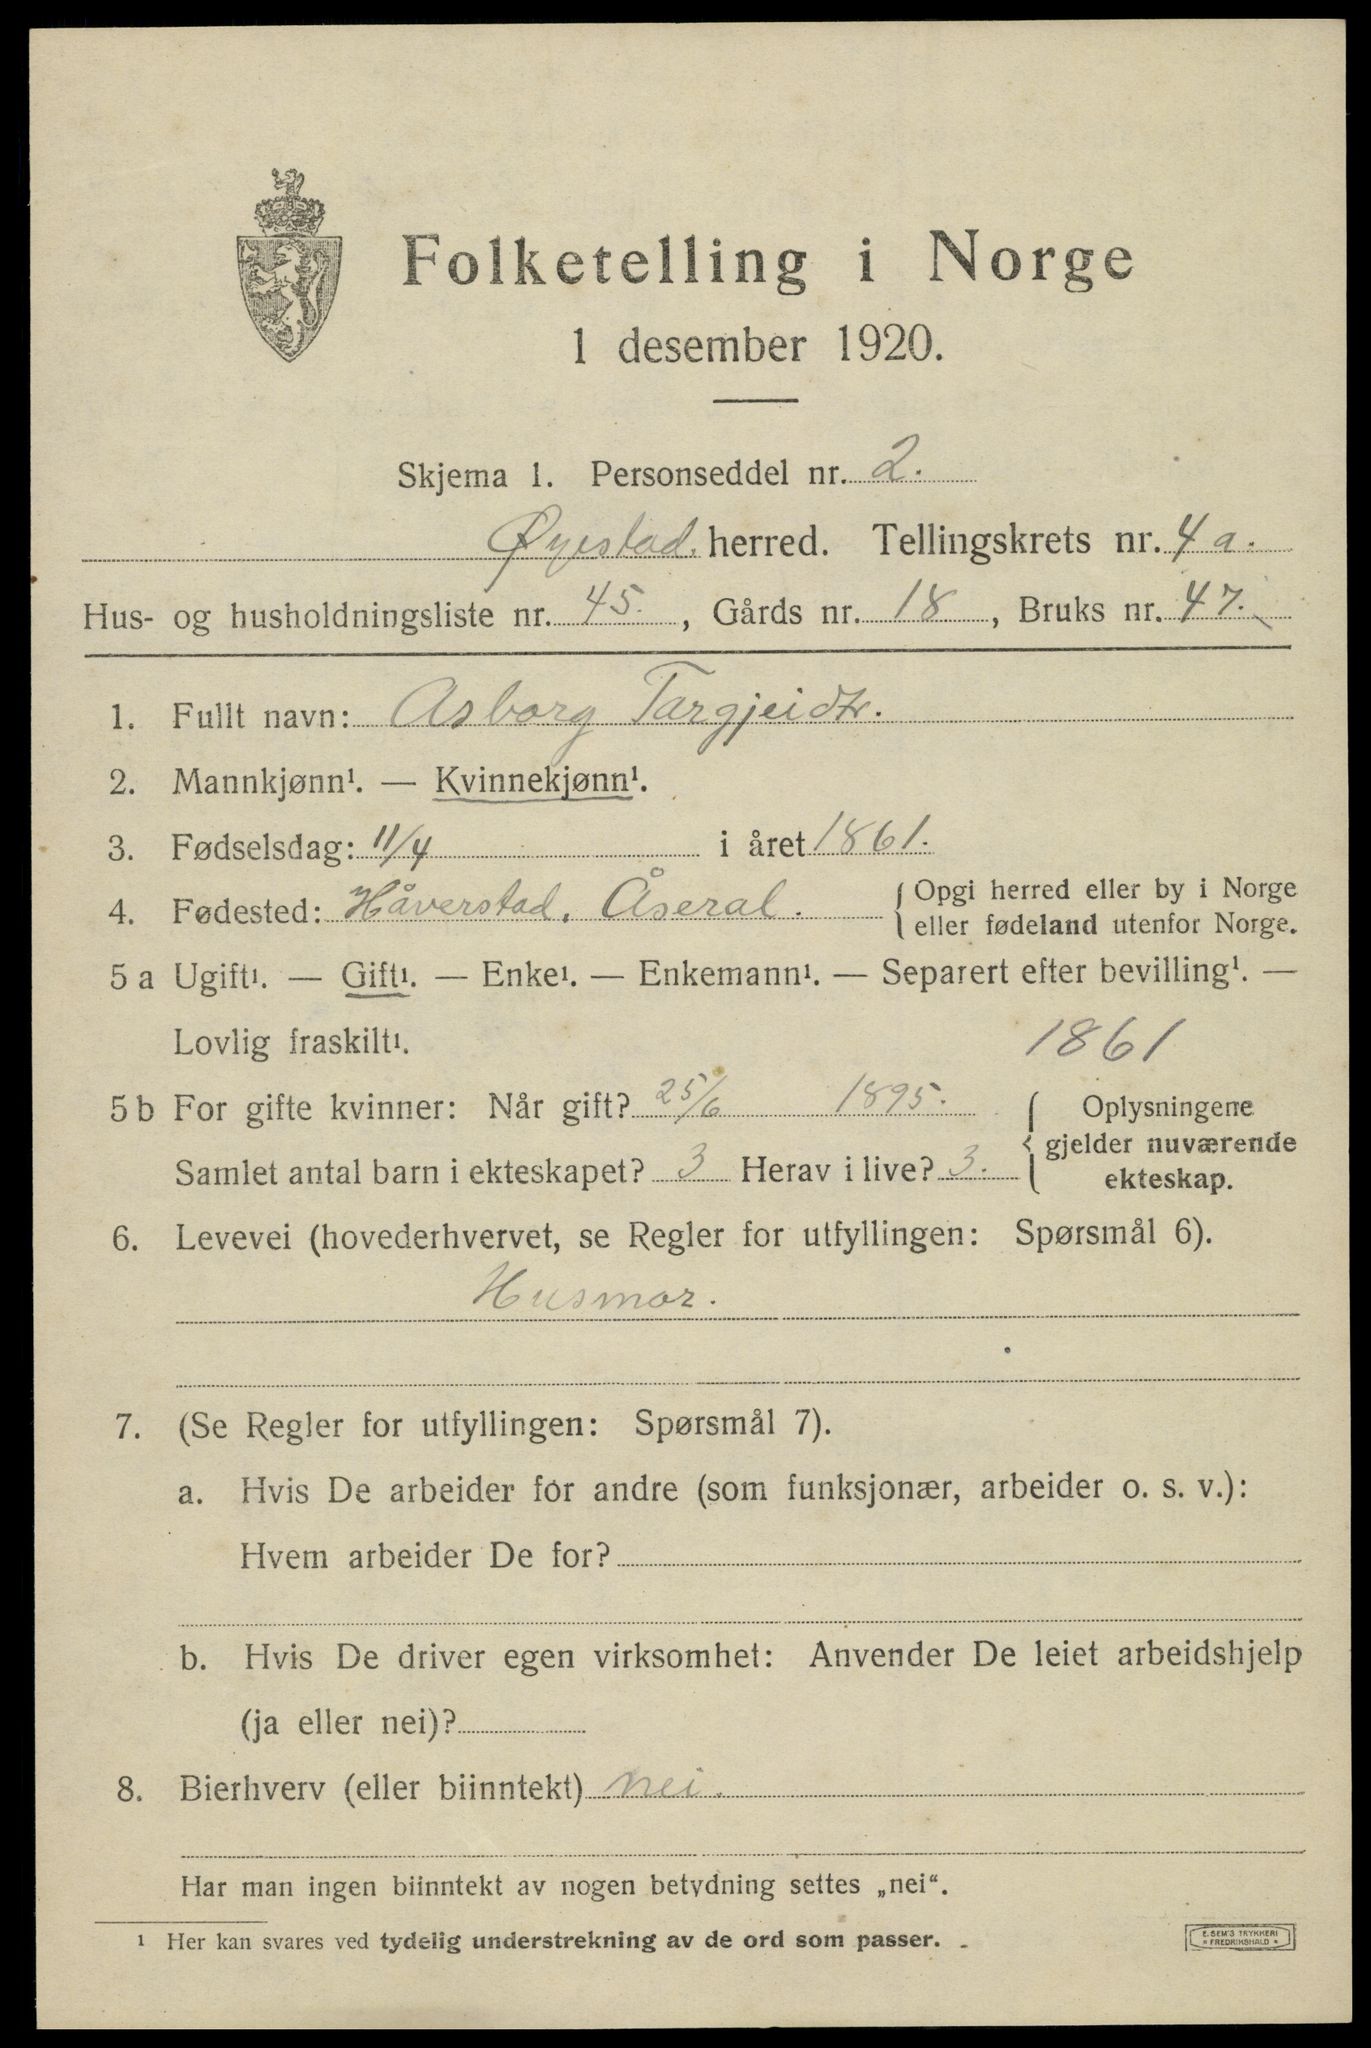 Folketelling i Norge
1 desember 1920.
Skjema 1. Personseddel nr. 2.
Øyestad. herred. Tellingskrets nr. 4 a.
Hus- og husholdningsliste nr. 45., Gårds nr. 18, Bruks nr. 47.
1. Fullt navn: Asborg Targjeidtr.
2. Mannkjønn¹. — Kvinnekjønn¹.
3. Fødselsdag: 11/4 i året 1861.
4. Fødested: Håverstad, Åseral. { Opgi herred eller by i Norge
eller fødeland utenfor Norge.
5 a Ugift¹. — Gift¹. — Enke¹. — Enkemann¹. — Separert efter bevilling¹. —
Lovlig fraskilt¹. 1861
5 b For gifte kvinner: Når gift? 25/6 1895. { Oplysningene
gjelder nuværende
Samlet antal barn i ekteskapet? 3 Herav i live? 3.
ekteskap.
6. Levevei (hovederhvervet, se Regler for utfyllingen: Spørsmål 6).
Husmor.
7. (Se Regler for utfyllingen: Spørsmål 7).
a. Hvis De arbeider for andre (som funksjonær, arbeider o. s. v.):
Hvem arbeider De for?
b. Hvis De driver egen virksomhet: Anvender De leiet arbeidshjelp
(ja eller nei)?
8. Bierhverv (eller biinntekt) nei.
Har man ingen biinntekt av nogen betydning settes „nei“.
¹ Her kan svares ved tydelig understrekning av de ord som passer.
E. SEM'S TRYKKERI
* FREDRIKSHALD *